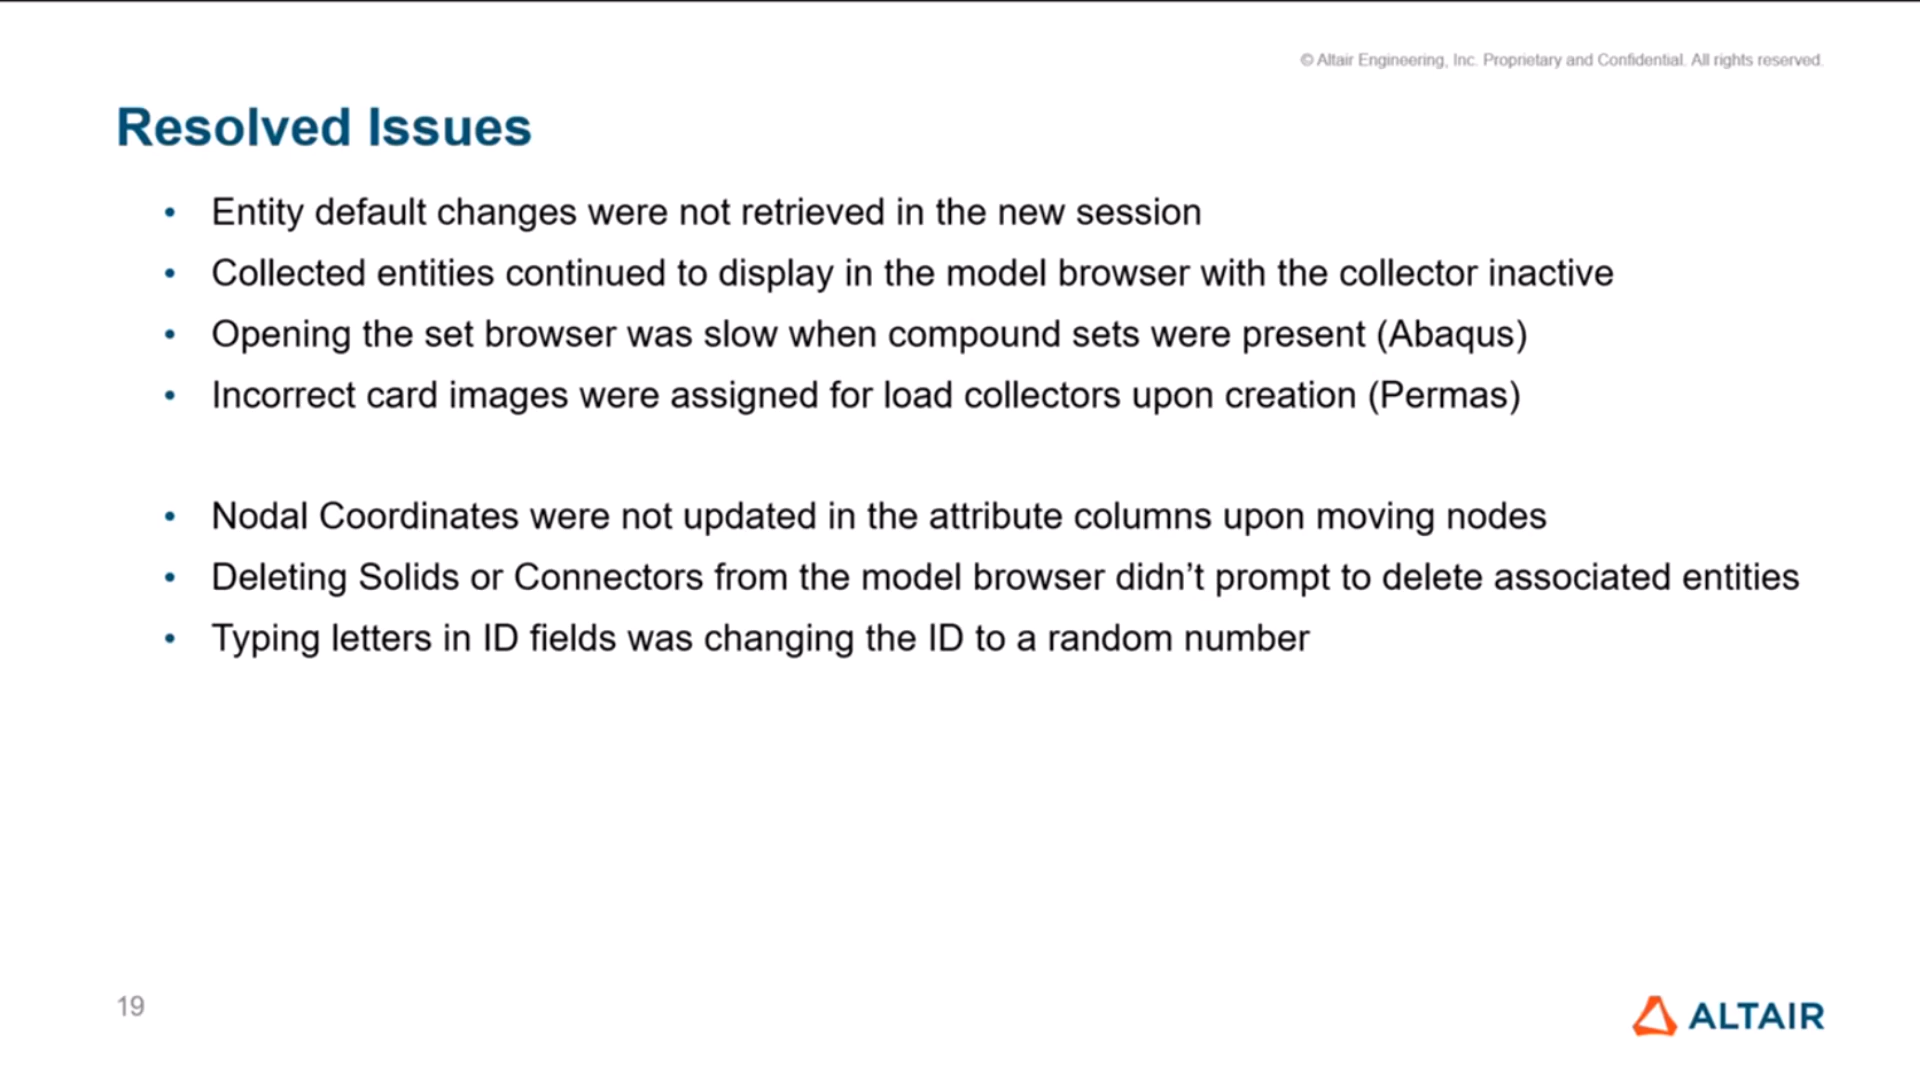 © Altair Engineering, Inc. Proprietary and Confidential. All rights reserved.
Resolved Issues
• Entity default changes were not retrieved in the new session
• Collected entities continued to display in the model browser with the collector inactive
• Opening the set browser was slow when compound sets were present (Abaqus)
• Incorrect card images were assigned for load collectors upon creation (Permas)
• Nodal Coordinates were not updated in the attribute columns upon moving nodes
• Deleting Solids or Connectors from the model browser didn’t prompt to delete associated entities
• Typing letters in ID fields was changing the ID to a random number
19
ALTAIR